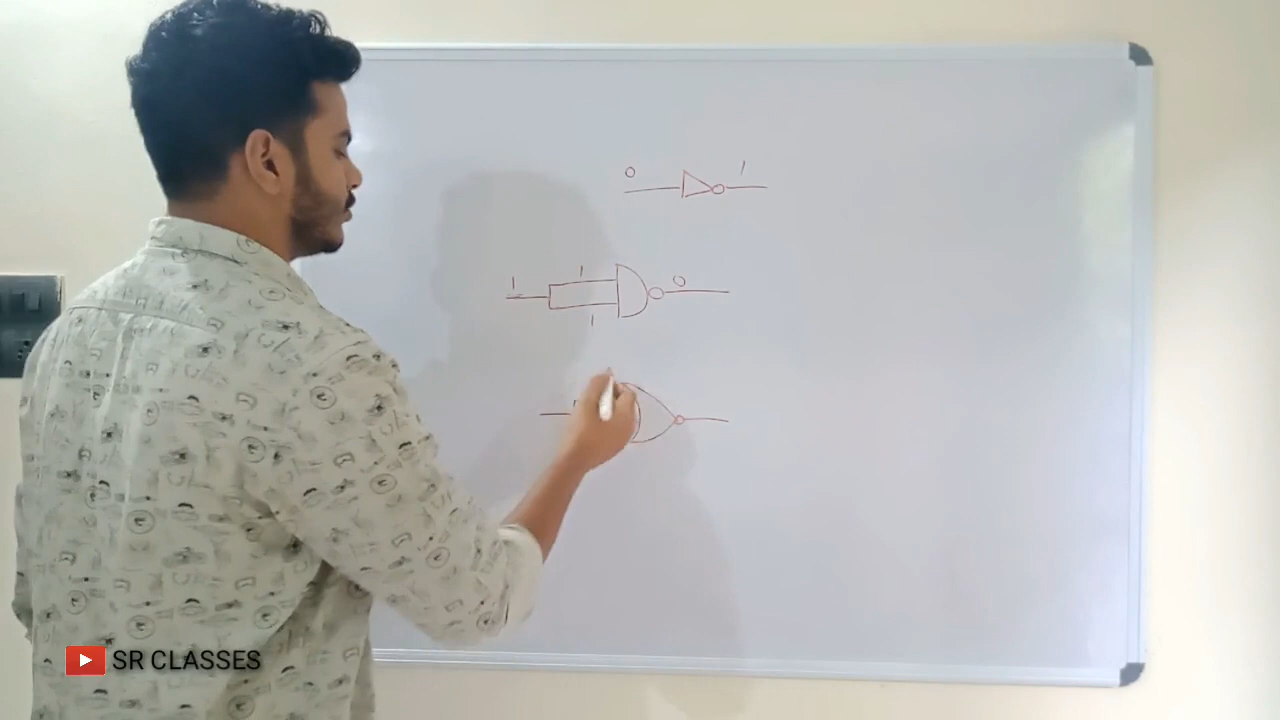 0 1
1 1 0
1
SR CLASSES